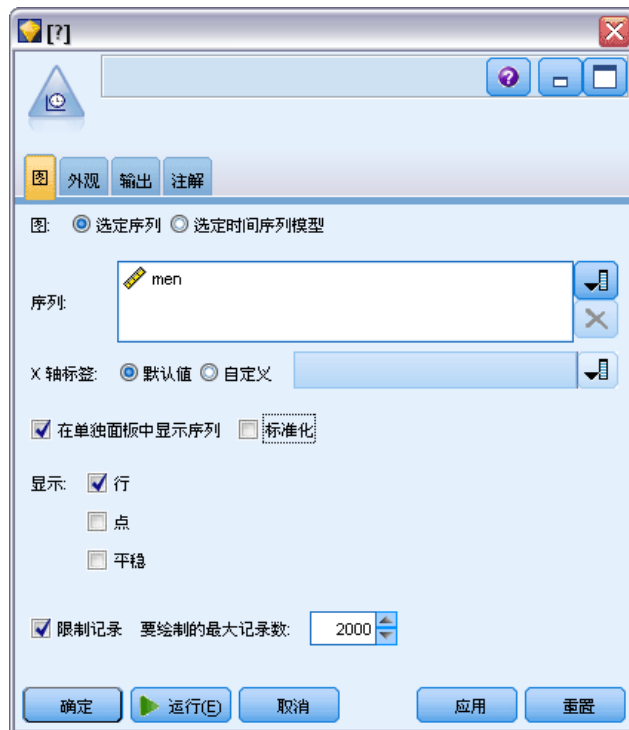 [?]
图 外观 输出 注解
图: 选定序列 选定时间序列模型
序列: men
X 轴标签: 默认值 自定义
在单独面板中显示序列 标准化
显示: 行
点
平稳
限制记录 要绘制的最大记录数: 2000
确定 运行(E) 取消 应用 重置